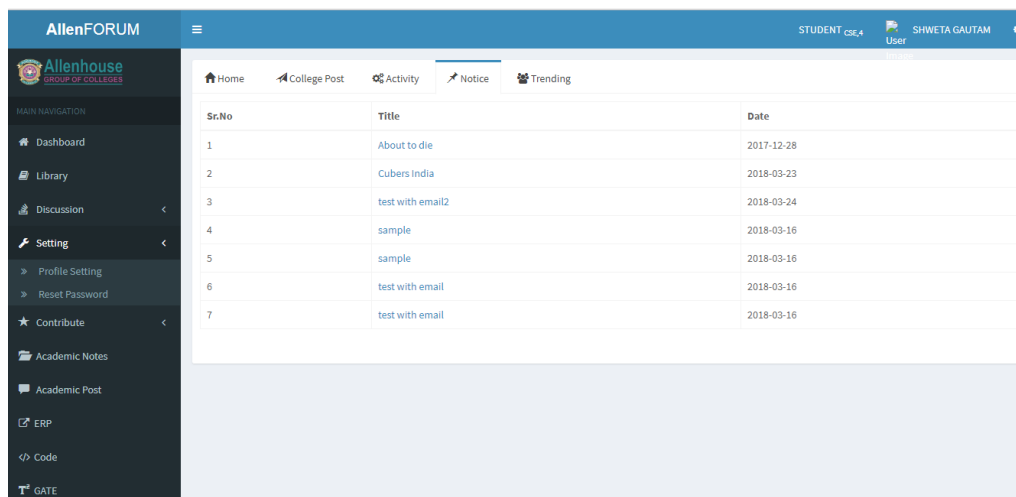 AllenFORUM
STUDENT CSE,4
User
SHWETA GAUTAM
Allenhouse
GROUP OF COLLEGES
MAIN NAVIGATION
Dashboard
Library
Discussion
Setting
Profile Setting
Reset Password
Contribute
Academic Notes
Academic Post
ERP
Code
T² GATE
Home College Post Activity Notice Trending
Sr.No Title Date
1 About to die 2017-12-28
2 Cubers India 2018-03-23
3 test with email2 2018-03-24
4 sample 2018-03-16
5 sample 2018-03-16
6 test with email 2018-03-16
7 test with email 2018-03-16